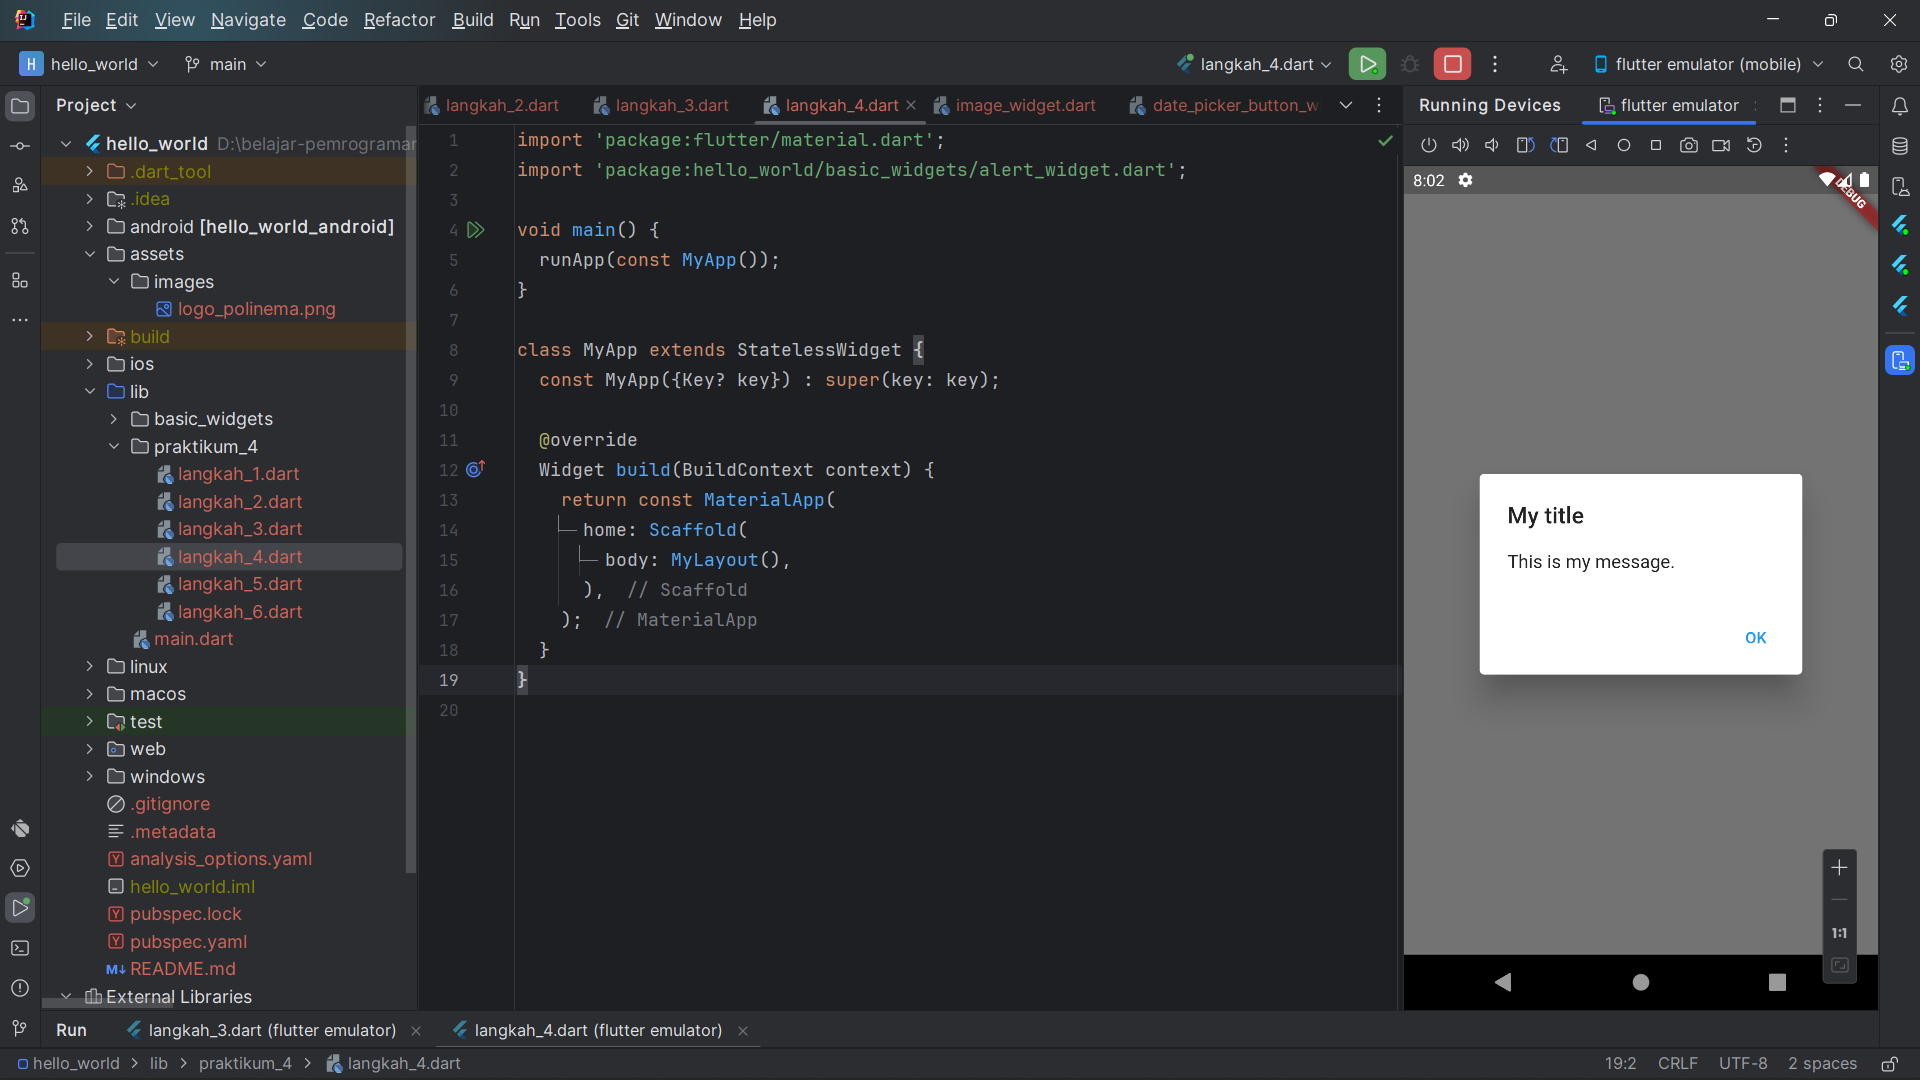 File Edit View Navigate Code Refactor Build Run Tools Git Window Help
H hello_world main langkah_4.dart flutter emulator (mobile)
Project
langkah_2.dart langkah_3.dart langkah_4.dart image_widget.dart date_picker_button_w
Running Devices flutter emulator
hello_world D:\belajar-pemrograman
.dart_tool
.idea
android [hello_world_android]
assets
images
logo_polinema.png
build
ios
lib
basic_widgets
praktikum_4
langkah_1.dart
langkah_2.dart
langkah_3.dart
langkah_4.dart
langkah_5.dart
langkah_6.dart
main.dart
linux
macos
test
web
windows
.gitignore
.metadata
analysis_options.yaml
hello_world.iml
pubspec.lock
pubspec.yaml
README.md
External Libraries
1 import 'package:flutter/material.dart';
2 import 'package:hello_world/basic_widgets/alert_widget.dart';
3
4 void main() {
5 runApp(const MyApp());
6 }
7
8 class MyApp extends StatelessWidget {
9 const MyApp({Key? key}) : super(key: key);
10
11 @override
12 Widget build(BuildContext context) {
13 return const MaterialApp(
14 home: Scaffold(
15 body: MyLayout(),
16 ), // Scaffold
17 ); // MaterialApp
18 }
19 }
20
8:02
DEBUG
My title
This is my message.
OK
1:1
Run langkah_3.dart (flutter emulator) langkah_4.dart (flutter emulator)
hello_world > lib > praktikum_4 > langkah_4.dart
19:2 CRLF UTF-8 2 spaces